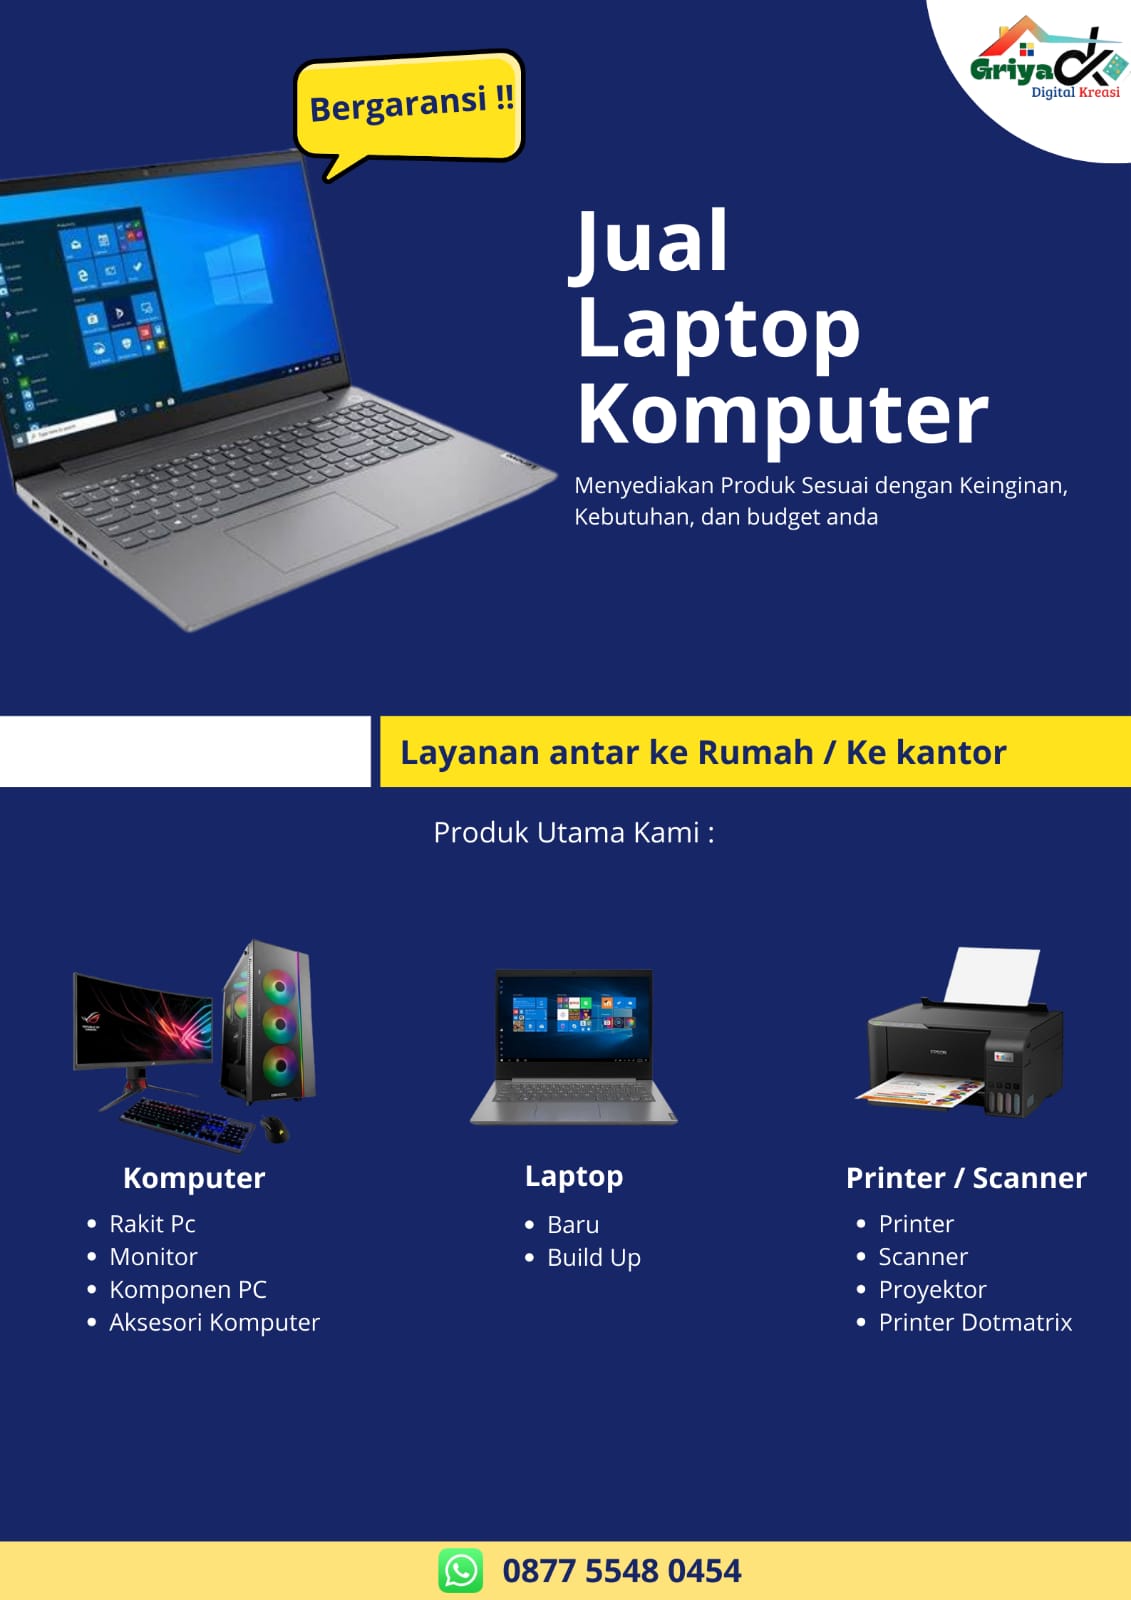 Griya dk
Digital Kreasi
Bergaransi !!
Jual
Laptop
Komputer
Menyediakan Produk Sesuai dengan Keinginan,
Kebutuhan, dan budget anda
Layanan antar ke Rumah / Ke kantor
Produk Utama Kami :
EPSON
Komputer
Rakit Pc
Monitor
Komponen PC
Aksesori Komputer
Laptop
Baru
Build Up
Printer / Scanner
Printer
Scanner
Proyektor
Printer Dotmatrix
0877 5548 0454